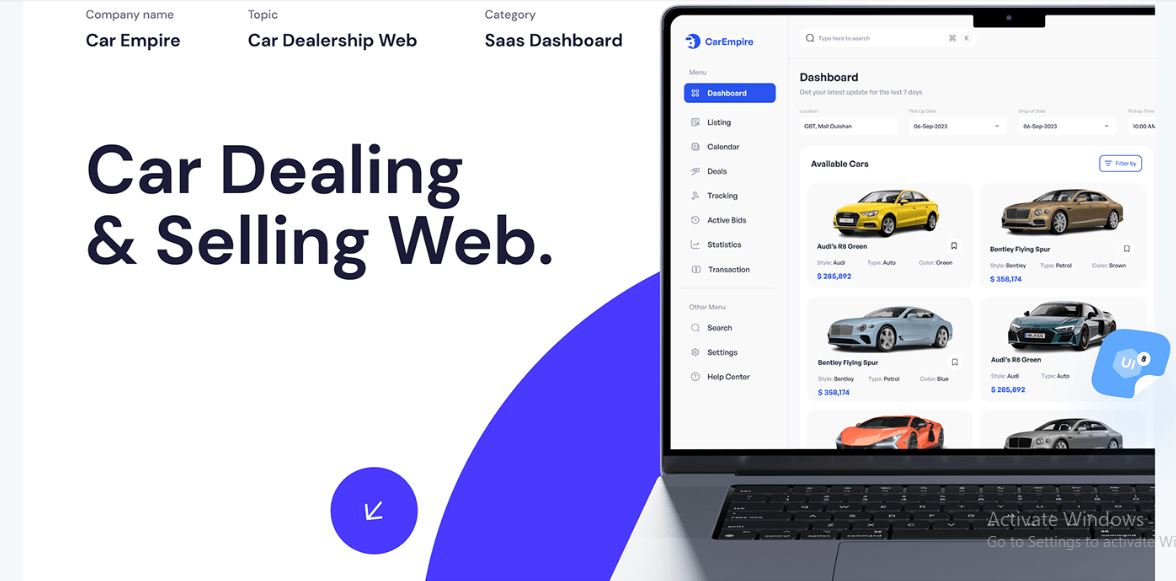 Company name
Car Empire
Topic
Car Dealership Web
Category
Saas Dashboard
Car Dealing
& Selling Web.
CarEmpire
Menu
Dashboard
Listing
Calendar
Deals
Tracking
Active Bids
Statistics
Transaction
Other Menu
Search
Settings
Help Center
Type here to search
⌘ K
Dashboard
Get your latest update for the last 7 days
Location
GBT, Mall Gulshan
Pick Up Date
06-Sep-2023
Drop of Date
06-Sep-2023
Pickup Time
10:00 AM
Available Cars
Filter by
Audi's R8 Green
Style: Audi Type: Auto Color: Green
$ 285,892
Bentley Flying Spur
Style: Bentley Type: Petrol Color: Brown
$ 358,174
Bentley Flying Spur
Style: Bentley Type: Petrol Color: Blue
$ 358,174
Audi's R8 Green
Style: Audi Type: Auto
$ 285,892
UI 8
control option command
Activate Windows
Go to Settings to activate Wi